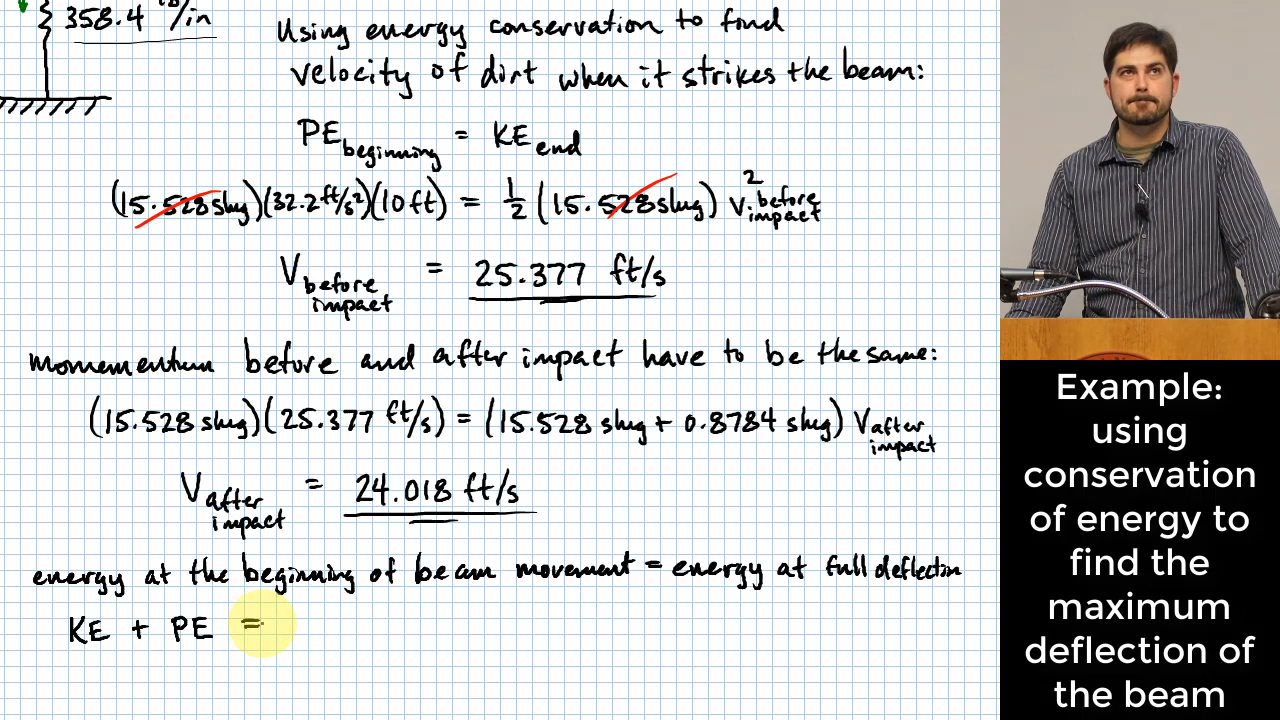 358.4 lb/in
Using energy conservation to find
velocity of dirt when it strikes the beam:
PE beginning = KE end
(15.528 slug)(32.2 ft/s²)(10 ft) = 1/2 (15.528 slug) v² before impact
V before impact = 25.377 ft/s
momentum before and after impact have to be the same:
(15.528 slug)(25.377 ft/s) = (15.528 slug + 0.8784 slug) V after impact
V after impact = 24.018 ft/s
energy at the beginning of beam movement = energy at full deflection
KE + PE =
Example:
using
conservation
of energy to
find the
maximum
deflection of
the beam